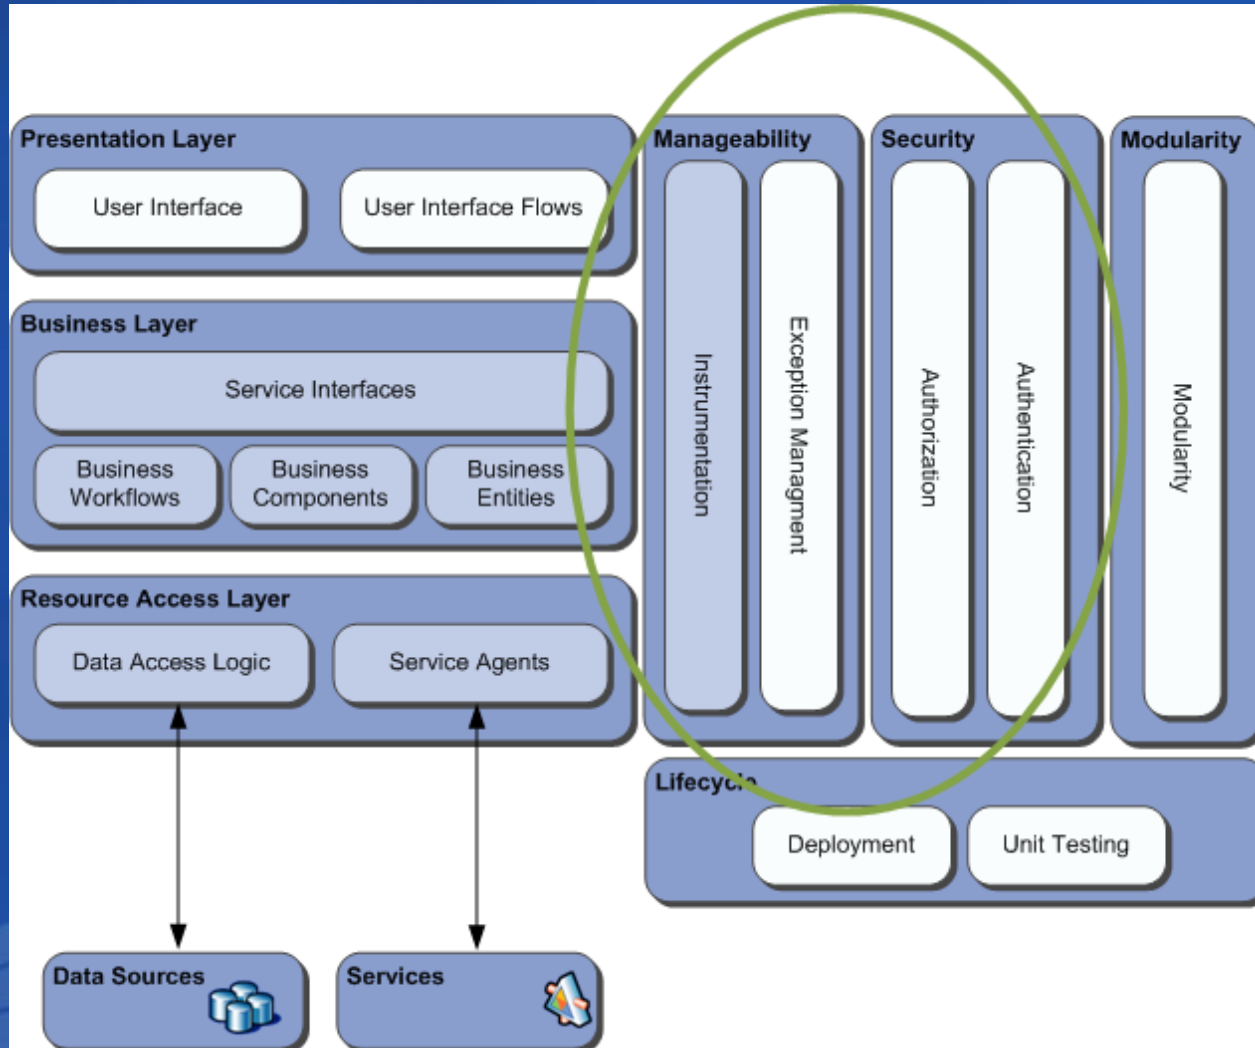 Presentation Layer
User Interface
User Interface Flows
Business Layer
Service Interfaces
Business
Workflows
Business
Components
Business
Entities
Resource Access Layer
Data Access Logic
Service Agents
Data Sources
Services
Manageability
Instrumentation
Exception Managment
Security
Authorization
Authentication
Modularity
Modularity
Lifecycle
Deployment
Unit Testing